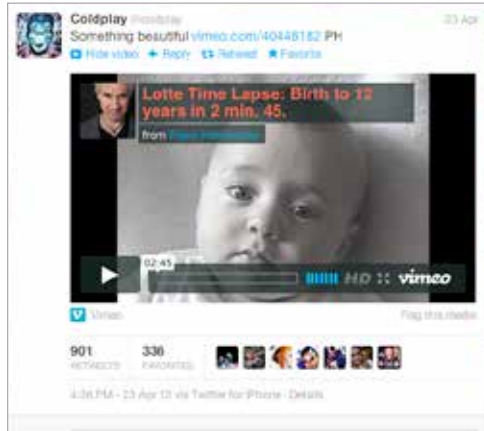 Coldplay @coldplay 23 Apr
Something beautiful vimeo.com/40448182 PH
Hide video Reply Retweet Favorite
Lotte Time Lapse: Birth to 12
years in 2 min. 45.
from
02:45
HD vimeo
Vimeo Flag this media
901 336
RETWEETS FAVORITES
4:36 PM - 23 Apr 12 via Twitter for iPhone · Details